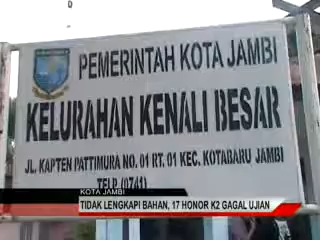 PEMERINTAH KOTA JAMBI
KELURAHAN KENALI BESAR
JL. KAPTEN PATTIMURA NO. 01 RT. 01 KEC. KOTABARU JAMBI
TELP. (0741)
KOTA JAMBI
TIDAK LENGKAPI BAHAN, 17 HONOR K2 GAGAL UJIAN